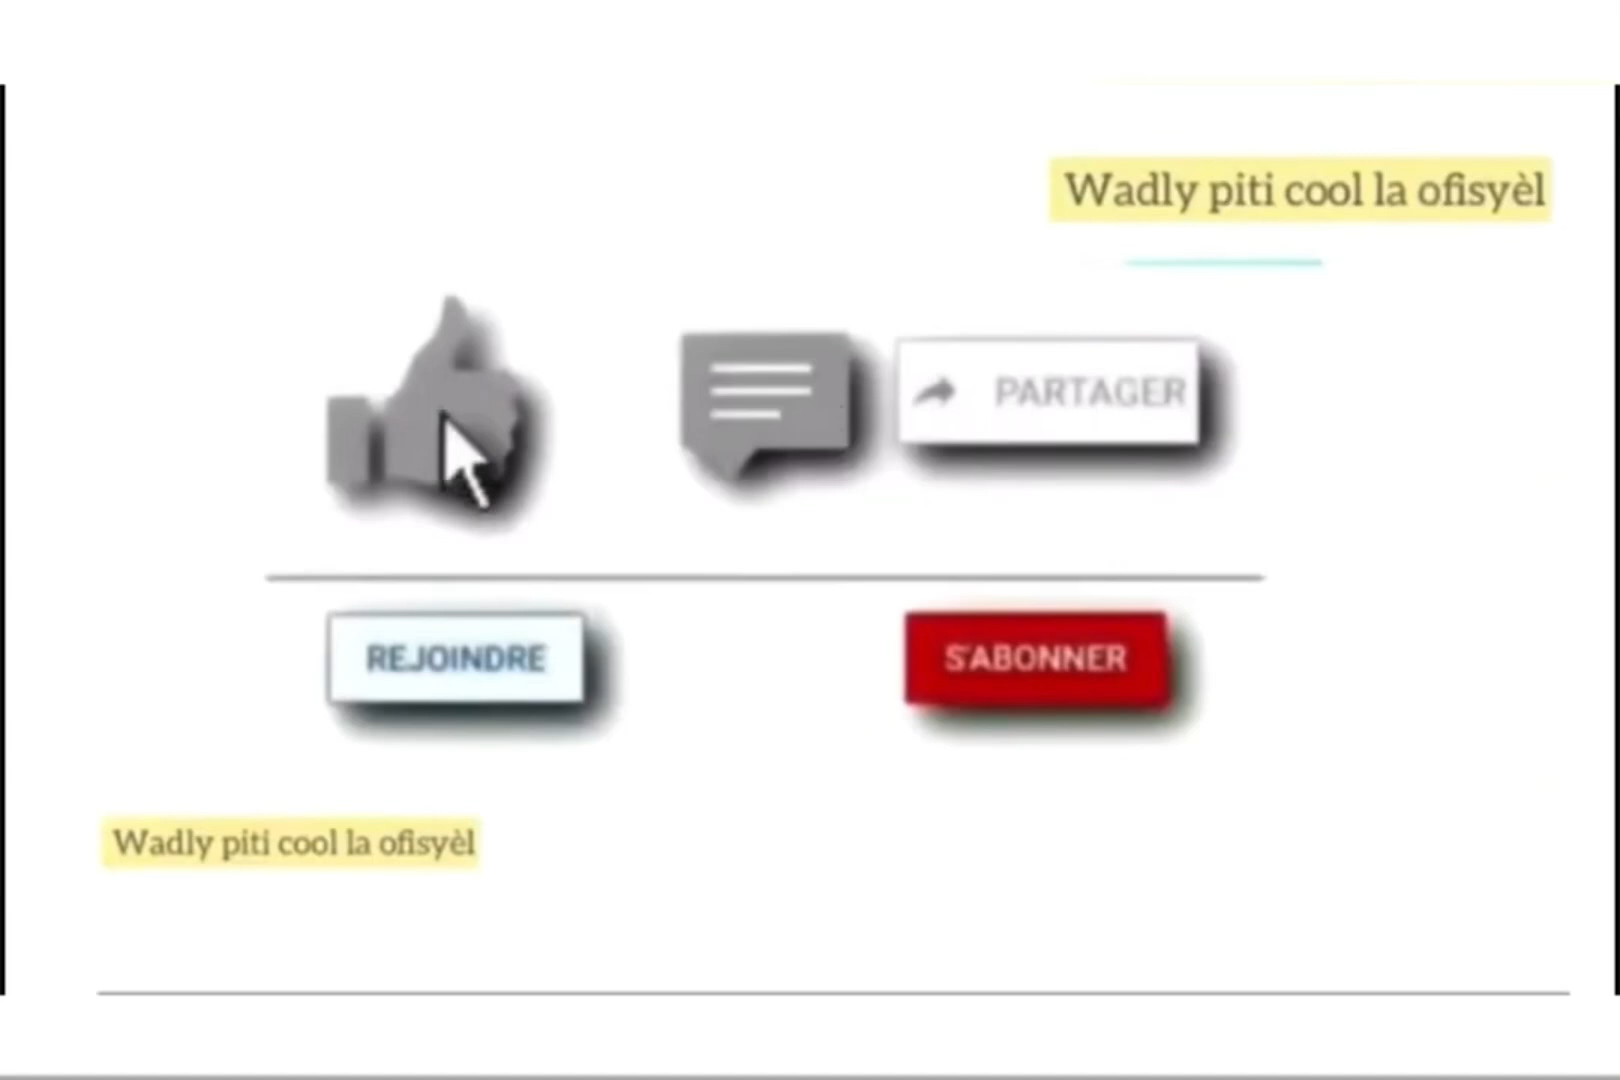 Wadly piti cool la ofisyèl
PARTAGER
REJOINDRE
S'ABONNER
Wadly piti cool la ofisyèl